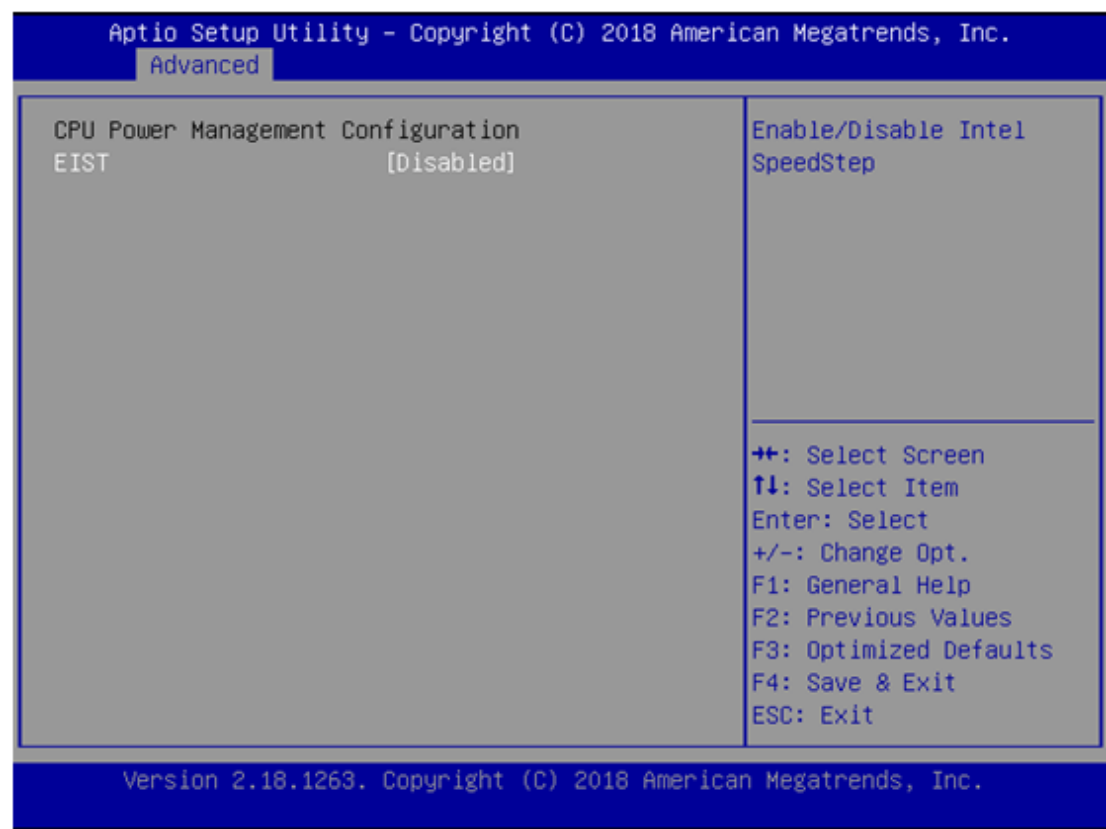 Aptio Setup Utility – Copyright (C) 2018 American Megatrends, Inc.
Advanced
CPU Power Management Configuration
EIST [Disabled]
Enable/Disable Intel
SpeedStep
→←: Select Screen
↑↓: Select Item
Enter: Select
+/-: Change Opt.
F1: General Help
F2: Previous Values
F3: Optimized Defaults
F4: Save & Exit
ESC: Exit
Version 2.18.1263. Copyright (C) 2018 American Megatrends, Inc.